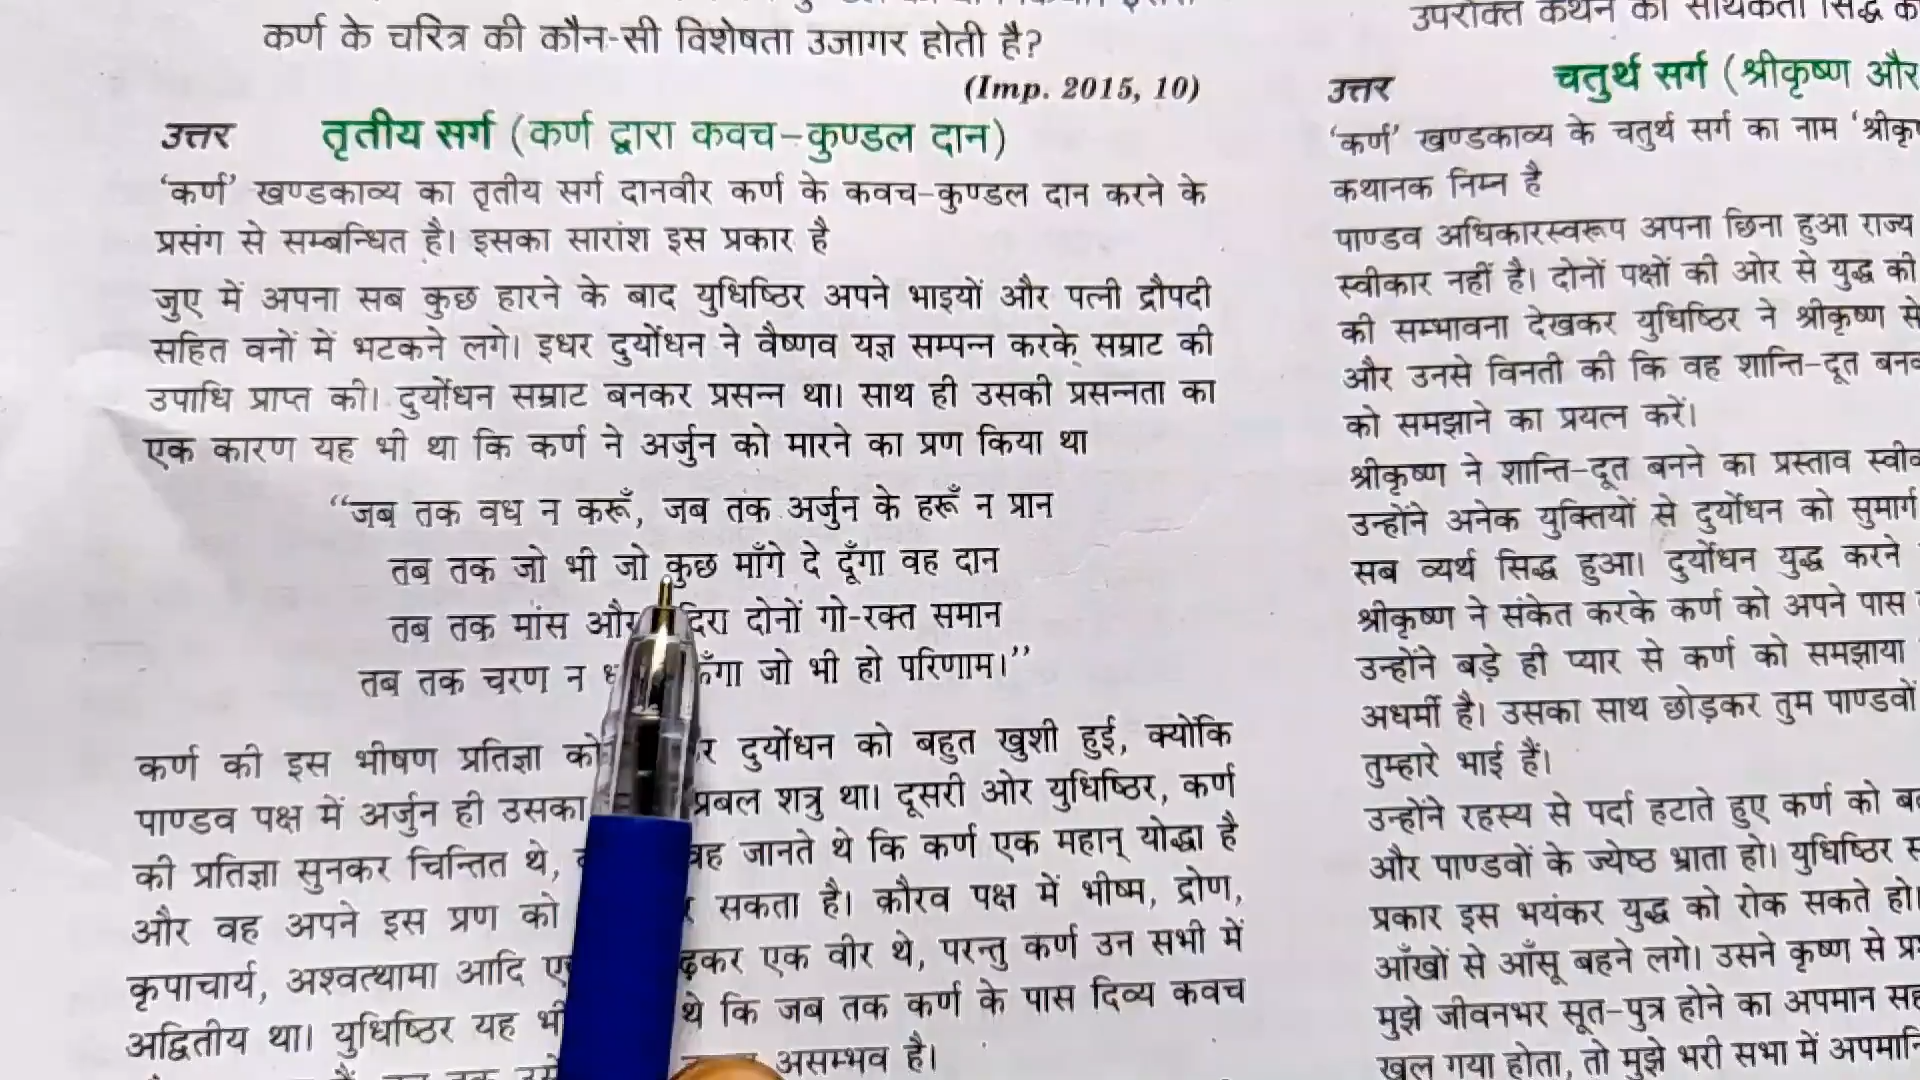 कर्ण के चरित्र की कौन-सी विशेषता उजागर होती है?
(Imp. 2015, 10)
उत्तर तृतीय सर्ग (कर्ण द्वारा कवच-कुण्डल दान)
‘कर्ण’ खण्डकाव्य का तृतीय सर्ग दानवीर कर्ण के कवच-कुण्डल दान करने के
प्रसंग से सम्बन्धित है। इसका सारांश इस प्रकार है
जुए में अपना सब कुछ हारने के बाद युधिष्ठिर अपने भाइयों और पत्नी द्रौपदी
सहित वनों में भटकने लगे। इधर दुर्योधन ने वैष्णव यज्ञ सम्पन्न करके सम्राट की
उपाधि प्राप्त की। दुर्योधन सम्राट बनकर प्रसन्न था। साथ ही उसकी प्रसन्नता का
एक कारण यह भी था कि कर्ण ने अर्जुन को मारने का प्रण किया था
“जब तक वध न करूँ, जब तक अर्जुन के हरूँ न प्रान
तब तक जो भी जो कुछ माँगे दे दूँगा वह दान
तब तक मांस और दोनों गो-रक्त समान
तब तक चरण न जो भी हो परिणाम।”
कर्ण की इस भीषण प्रतिज्ञा को दुर्योधन को बहुत खुशी हुई, क्योंकि
पाण्डव पक्ष में अर्जुन ही उसका प्रबल शत्रु था। दूसरी ओर युधिष्ठिर, कर्ण
की प्रतिज्ञा सुनकर चिन्तित थे, वह जानते थे कि कर्ण एक महान् योद्धा है
और वह अपने इस प्रण को सकता है। कौरव पक्ष में भीष्म, द्रोण,
कृपाचार्य, अश्वत्थामा आदि एक वीर थे, परन्तु कर्ण उन सभी में
अद्वितीय था। युधिष्ठिर यह भी थे कि जब तक कर्ण के पास दिव्य कवच
असम्भव है।
उपरोक्त कथन की सार्थकता सिद्ध
उत्तर चतुर्थ सर्ग (श्रीकृष्ण और
‘कर्ण’ खण्डकाव्य के चतुर्थ सर्ग का नाम
कथानक निम्न है
पाण्डव अधिकारस्वरूप अपना छिना हुआ राज्य
स्वीकार नहीं है। दोनों पक्षों की ओर से युद्ध की
की सम्भावना देखकर युधिष्ठिर ने श्रीकृष्ण से
और उनसे विनती की कि वह शान्ति-दूत
को समझाने का प्रयत्न करें।
श्रीकृष्ण ने शान्ति-दूत बनने का प्रस्ताव
उन्होंने अनेक युक्तियों से दुर्योधन को सुमार्ग
सब व्यर्थ सिद्ध हुआ। दुर्योधन युद्ध करने
श्रीकृष्ण ने संकेत करके कर्ण को अपने पास
उन्होंने बड़े ही प्यार से कर्ण को समझाया
अधर्मी है। उसका साथ छोड़कर तुम पाण्डवों
तुम्हारे भाई हैं।
उन्होंने रहस्य से पर्दा हटाते हुए कर्ण को
और पाण्डवों के ज्येष्ठ भ्राता हो। युधिष्ठिर
प्रकार इस भयंकर युद्ध को रोक सकते हो।
आँखों से आँसू बहने लगे। उसने कृष्ण से
मुझे जीवनभर सूत-पुत्र होने का अपमान
खुल गया होता, तो मुझे भरी सभा में